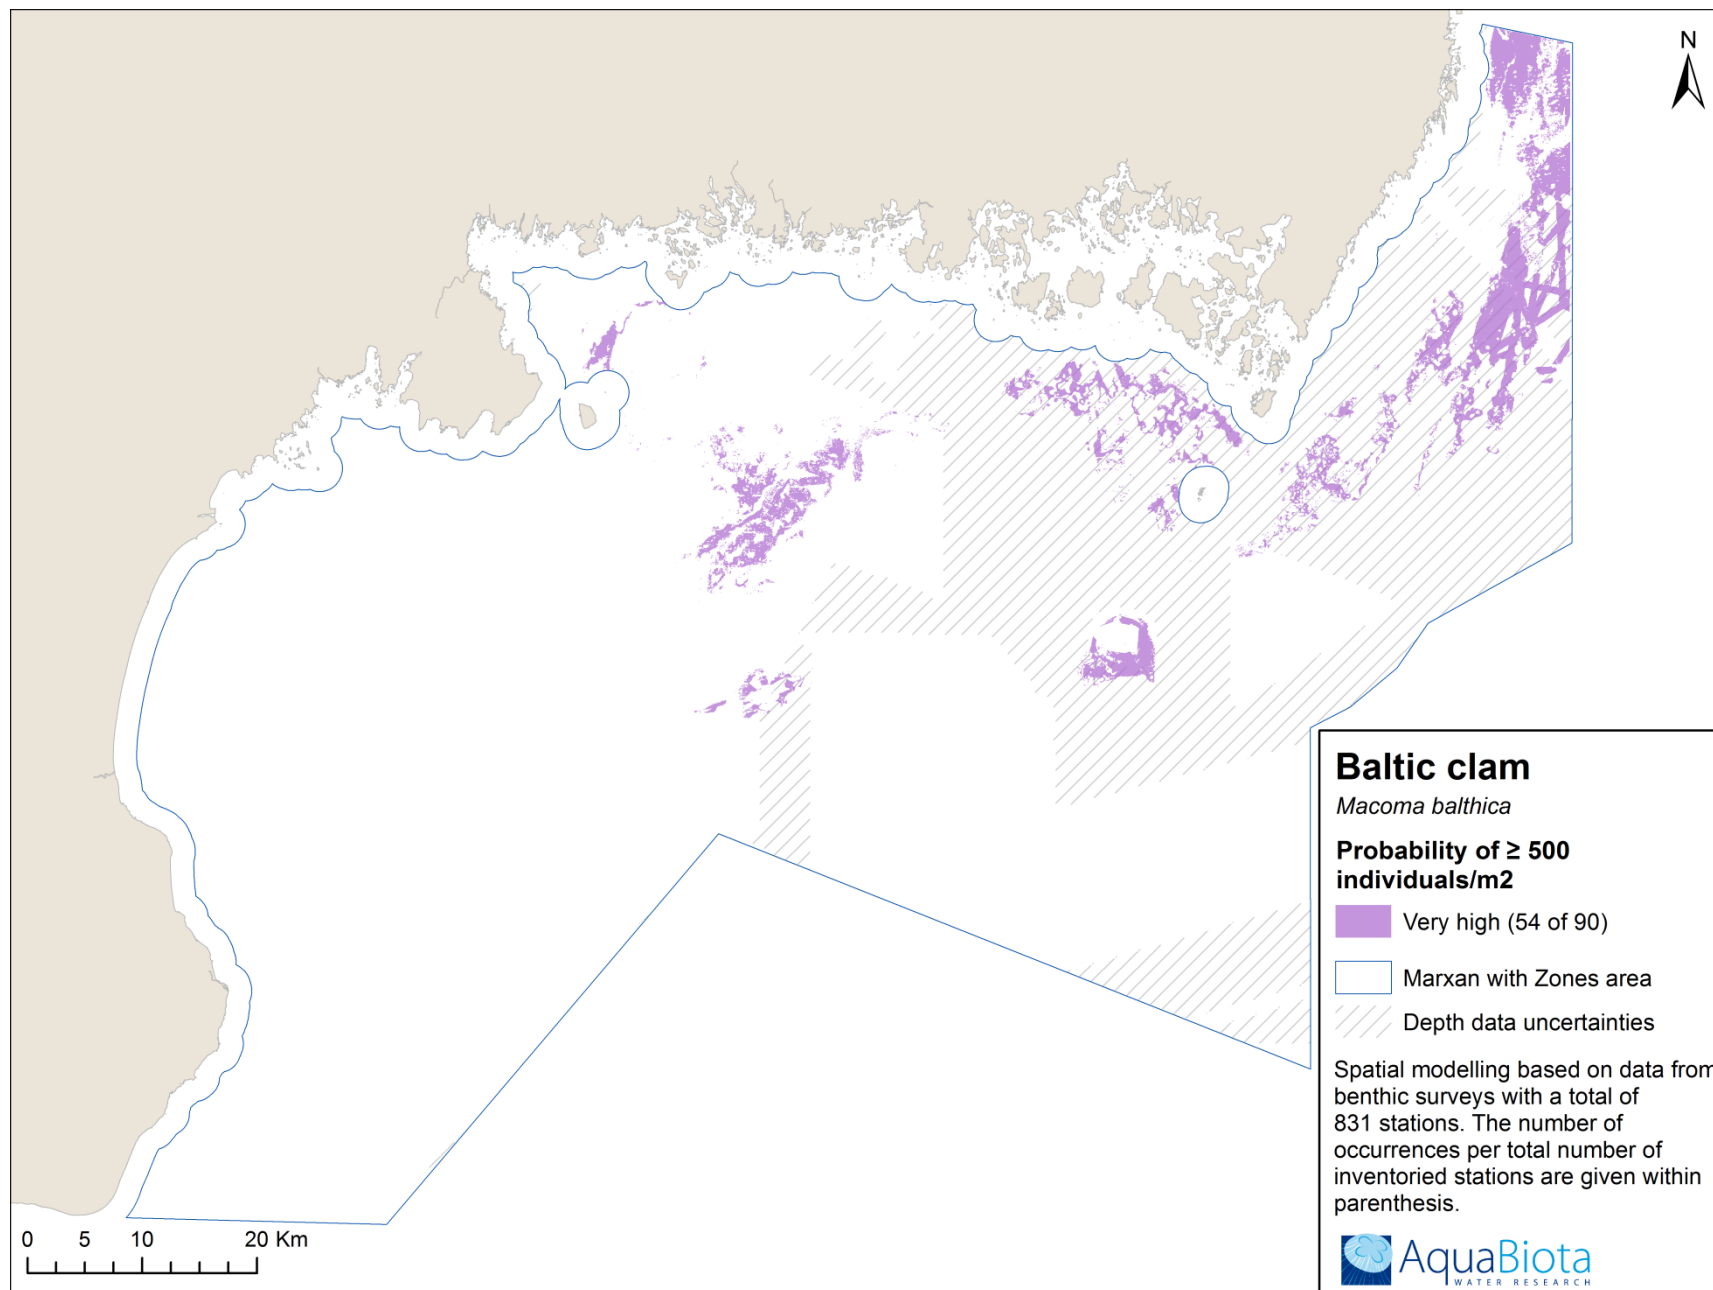 N
Baltic clam
Macoma balthica
Probability of ≥ 500
individuals/m2
Very high (54 of 90)
Marxan with Zones area
Depth data uncertainties
Spatial modelling based on data from
benthic surveys with a total of
831 stations. The number of
occurrences per total number of
inventoried stations are given within
parenthesis.
0 5 10 20 Km
AquaBiota
WATER RESEARCH